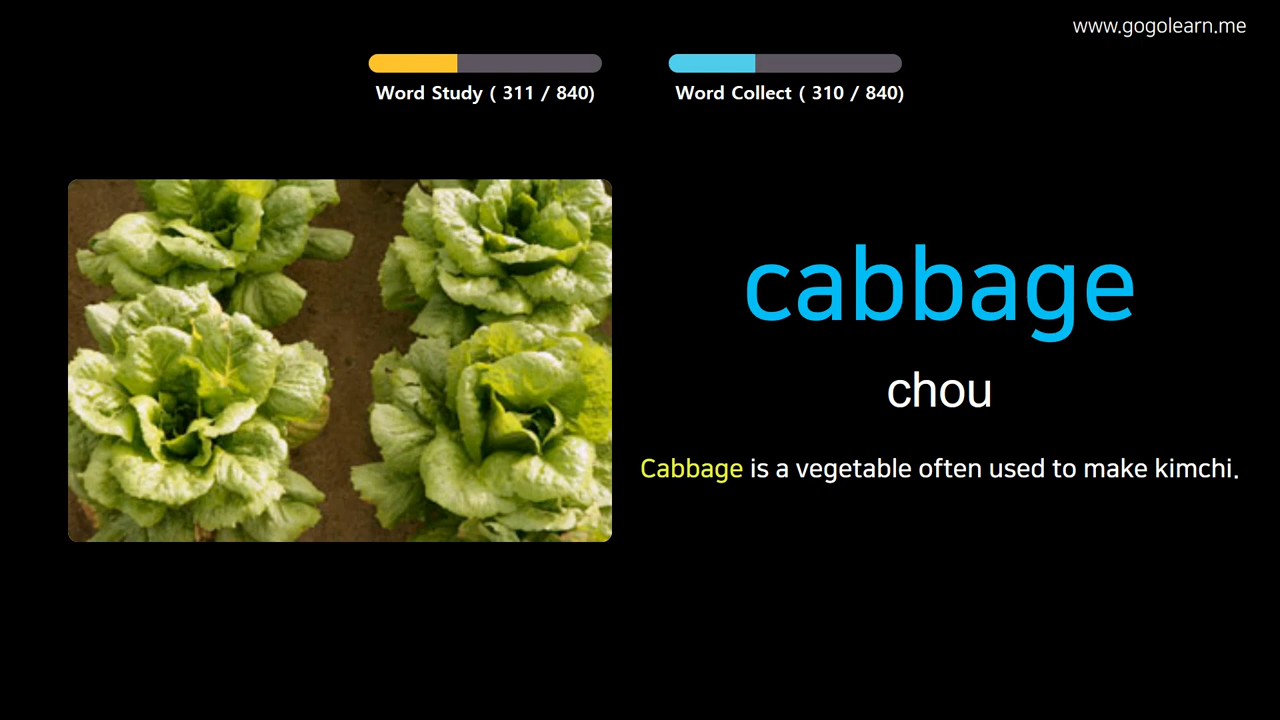 www.gogolearn.me
Word Study ( 311 / 840)
Word Collect ( 310 / 840)
cabbage
chou
Cabbage is a vegetable often used to make kimchi.